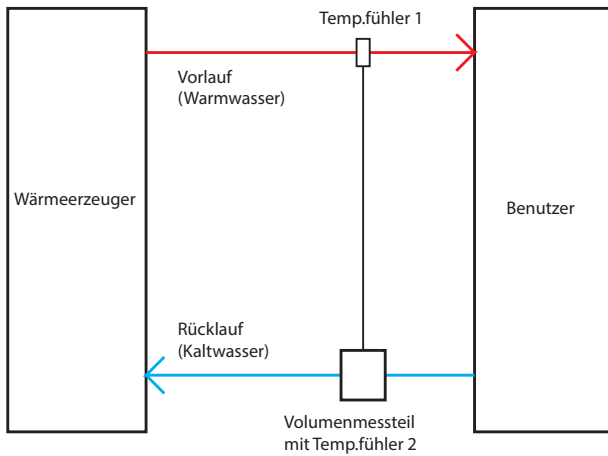 Temp.fühler 1
Vorlauf
(Warmwasser)
Wärmeerzeuger
Benutzer
Rücklauf
(Kaltwasser)
Volumenmessteil
mit Temp.fühler 2